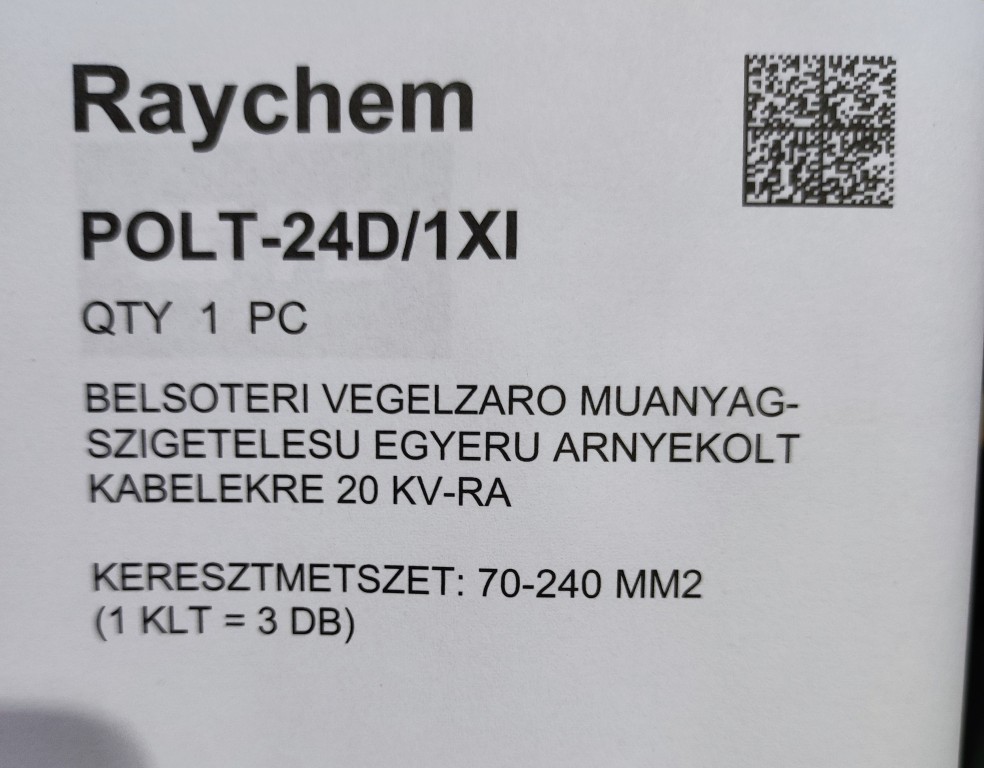 Raychem
POLT-24D/1XI
QTY 1 PC
BELSOTERI VEGELZARO MUANYAG-
SZIGETELESU EGYERU ARNYEKOLT
KABELEKRE 20 KV-RA
KERESZTMETSZET: 70-240 MM2
(1 KLT = 3 DB)